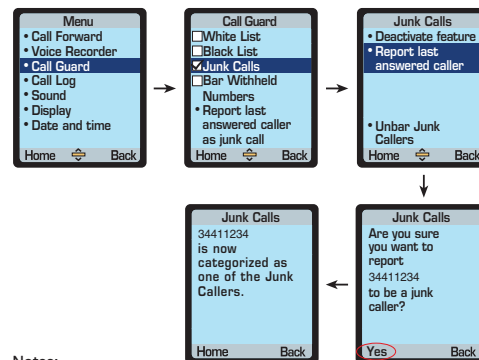 Menu
• Call Forward
• Voice Recorder
• Call Guard
• Call Log
• Sound
• Display
• Date and time
Home Back
Call Guard
White List
Black List
Junk Calls
Bar Withheld
Numbers
• Report last
answered caller
as junk call
Home Back
Junk Calls
• Deactivate feature
• Report last
answered caller
• Unbar Junk
Callers
Home Back
Junk Calls
Are you sure
you want to
report
34411234
to be a junk
caller?
Yes Back
Junk Calls
34411234
is now
categorized as
one of the Junk
Callers.
Home Back
Notes: